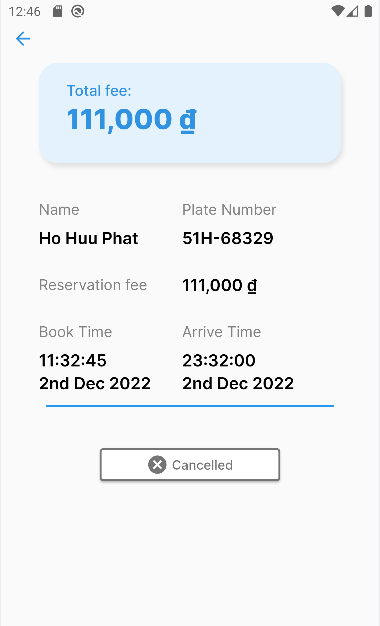 12:46
Total fee:
111,000 ₫
Name Plate Number
Ho Huu Phat 51H-68329
Reservation fee 111,000 ₫
Book Time Arrive Time
11:32:45 23:32:00
2nd Dec 2022 2nd Dec 2022
Cancelled